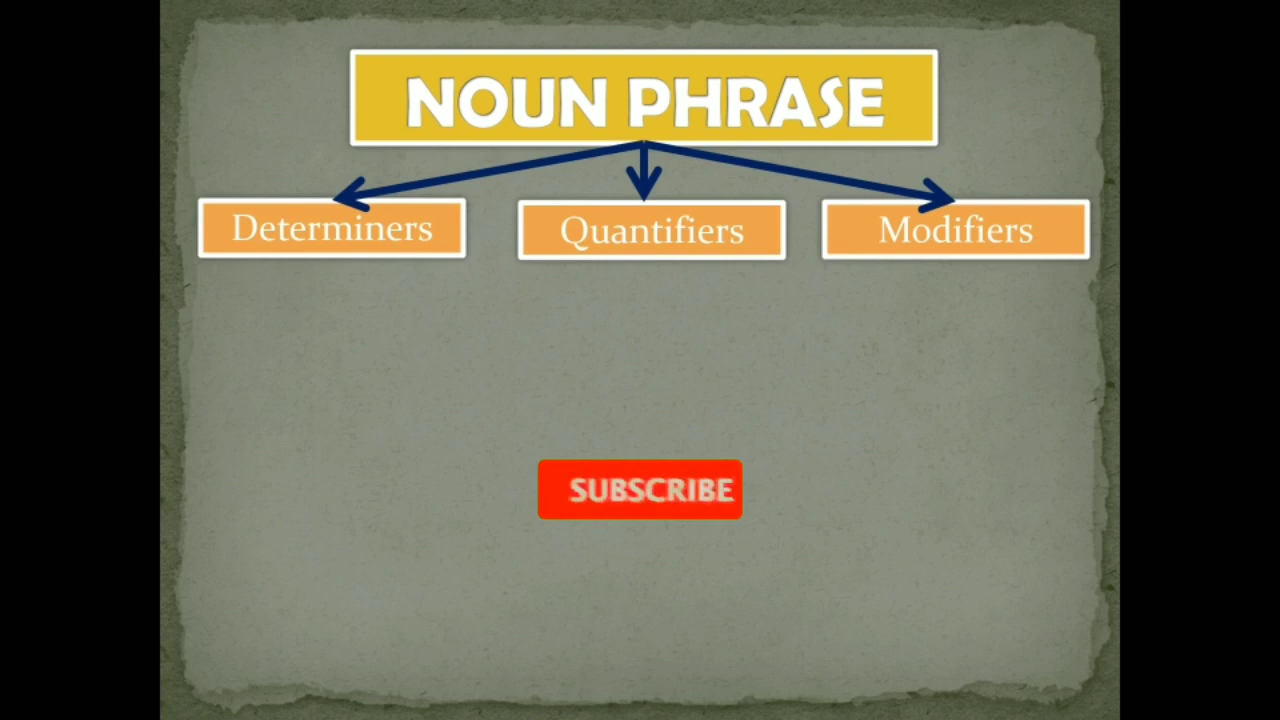 NOUN PHRASE
Determiners
Quantifiers
Modifiers
SUBSCRIBE